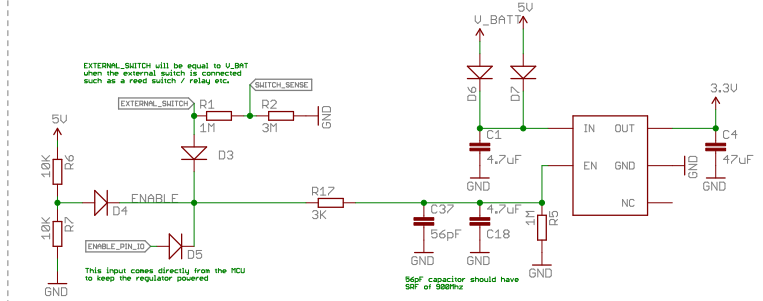 V_BATT
5V
EXTERNAL_SWITCH will be equal to V_BAT
when the external switch is connected
such as a reed switch / relay etc.
SWITCH_SENSE
EXTERNAL_SWITCH
R1
R2
1M
3M
GND
D6
D7
3.3V
5V
IN
OUT
C1
4.7uF
GND
C4
47uF
GND
D3
10K
R6
EN
GND
GND
NC
ENABLE
D4
R17
3K
10K
R7
ENABLE_PIN_IO
D5
C37
56pF
GND
4.7uF
C18
GND
1M
R5
GND
This input comes directly from the MCU
to keep the regulator powered
GND
56pF capacitor should have
SRF of 900Mhz